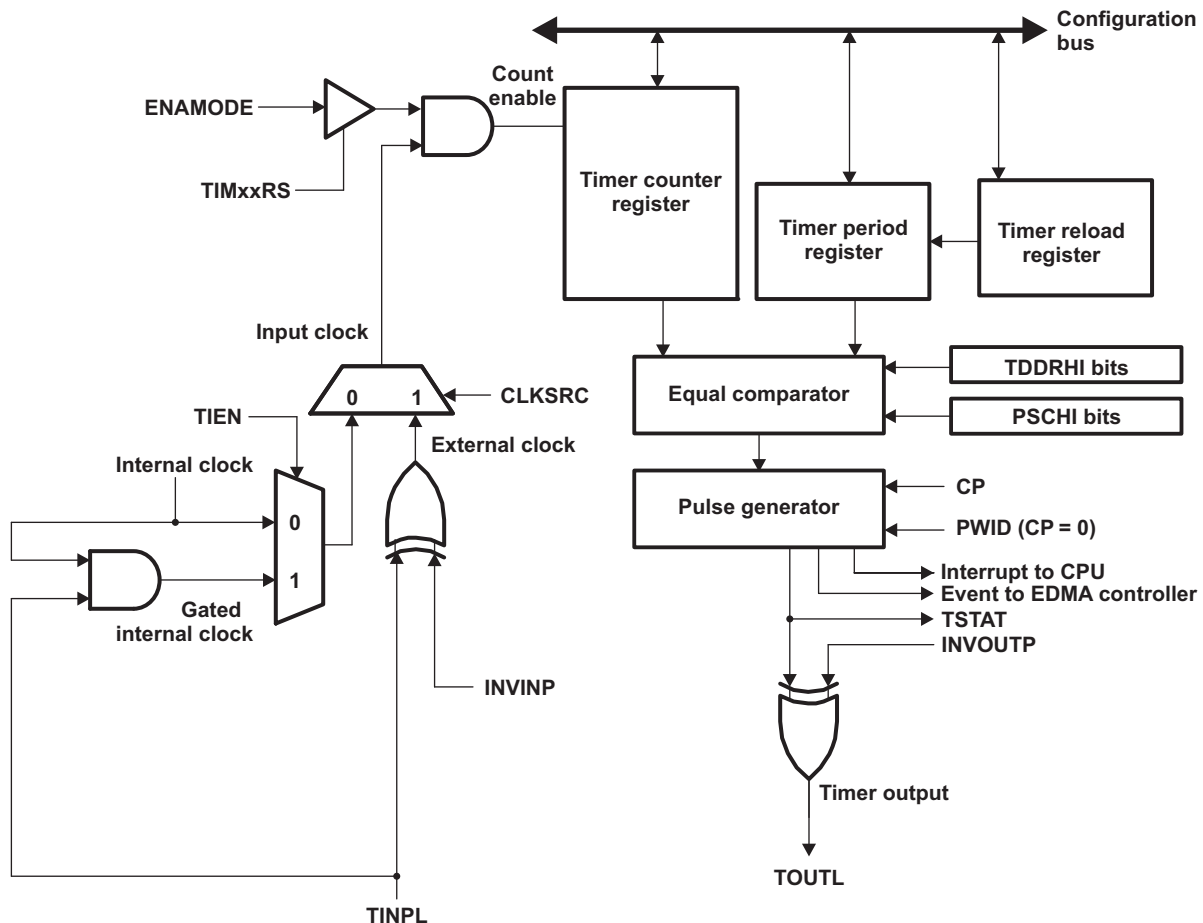 Configuration
bus
Count
enable
ENAMODE
TIMxxRS
Timer counter
register
Timer period
register
Timer reload
register
Input clock
0 1
CLKSRC
TIEN
External clock
Internal clock
0
1
Gated
internal clock
INVINP
TINPL
Equal comparator
TDDRHI bits
PSCHI bits
Pulse generator
CP
PWID (CP = 0)
Interrupt to CPU
Event to EDMA controller
TSTAT
INVOUTP
Timer output
TOUTL